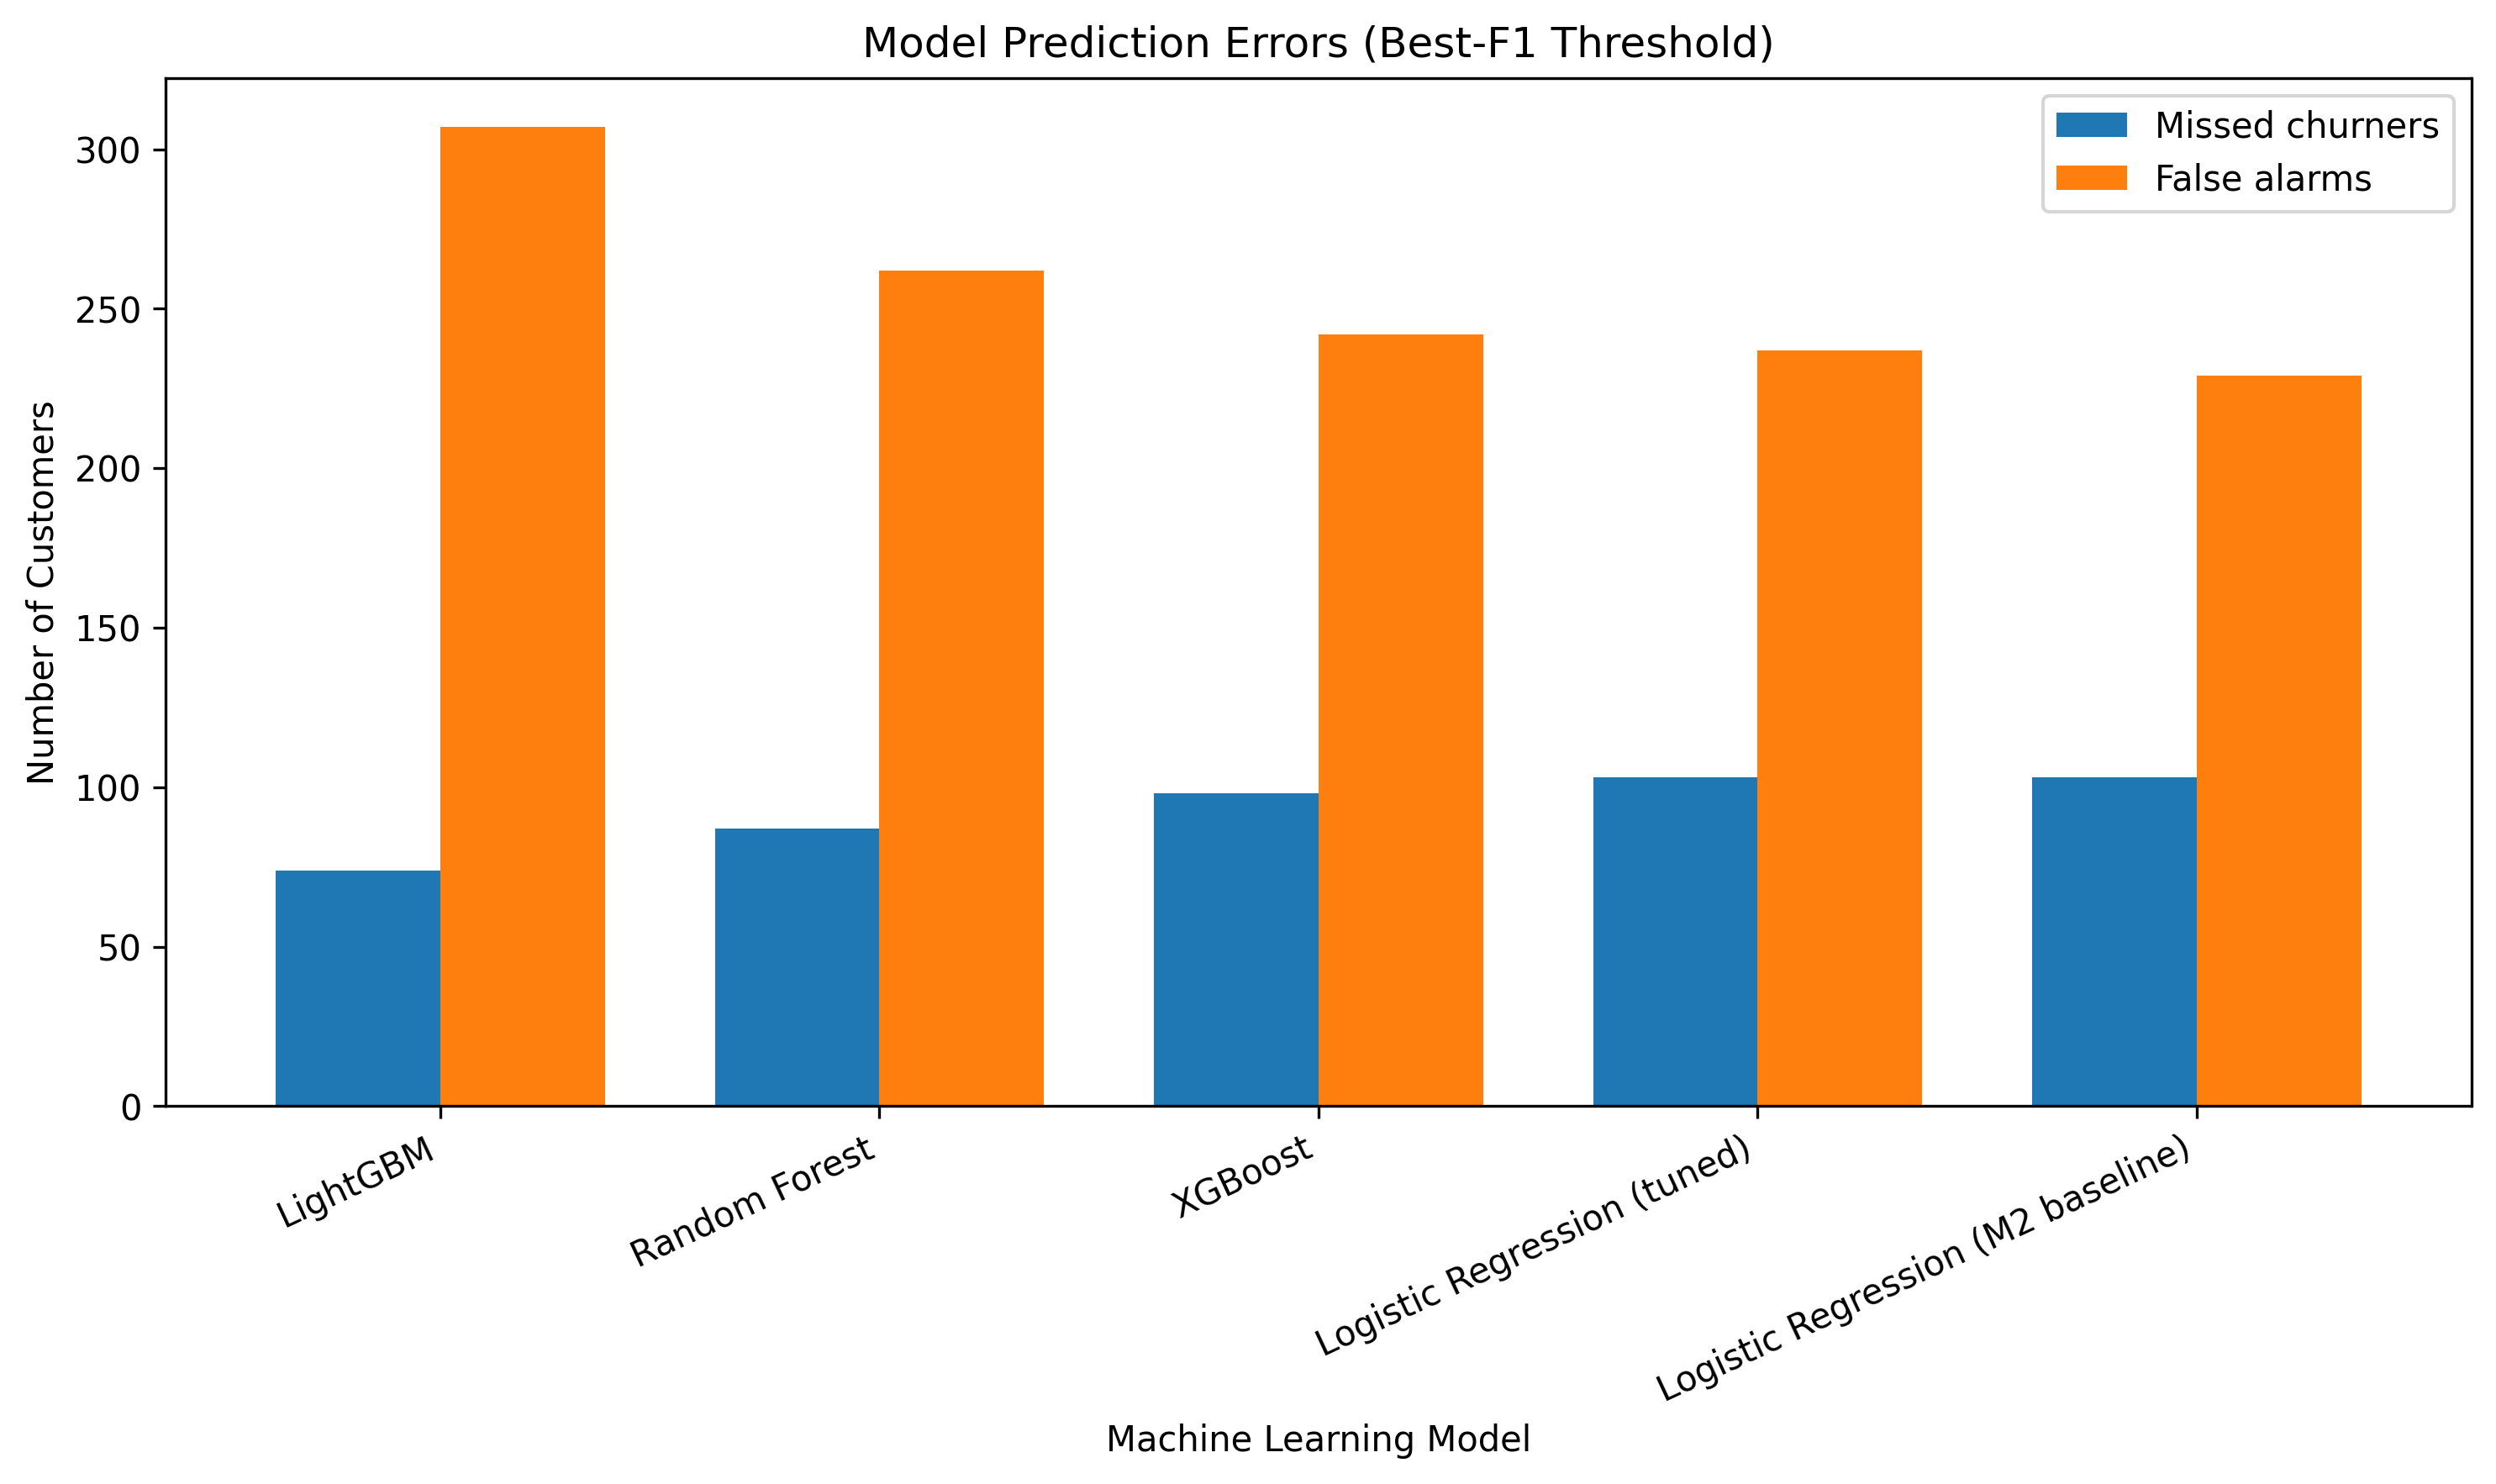 Model Prediction Errors (Best-F1 Threshold)
Missed churners
False alarms
Number of Customers
300
250
200
150
100
50
0
LightGBM
Random Forest
XGBoost
Logistic Regression (tuned)
Logistic Regression (M2 baseline)
Machine Learning Model